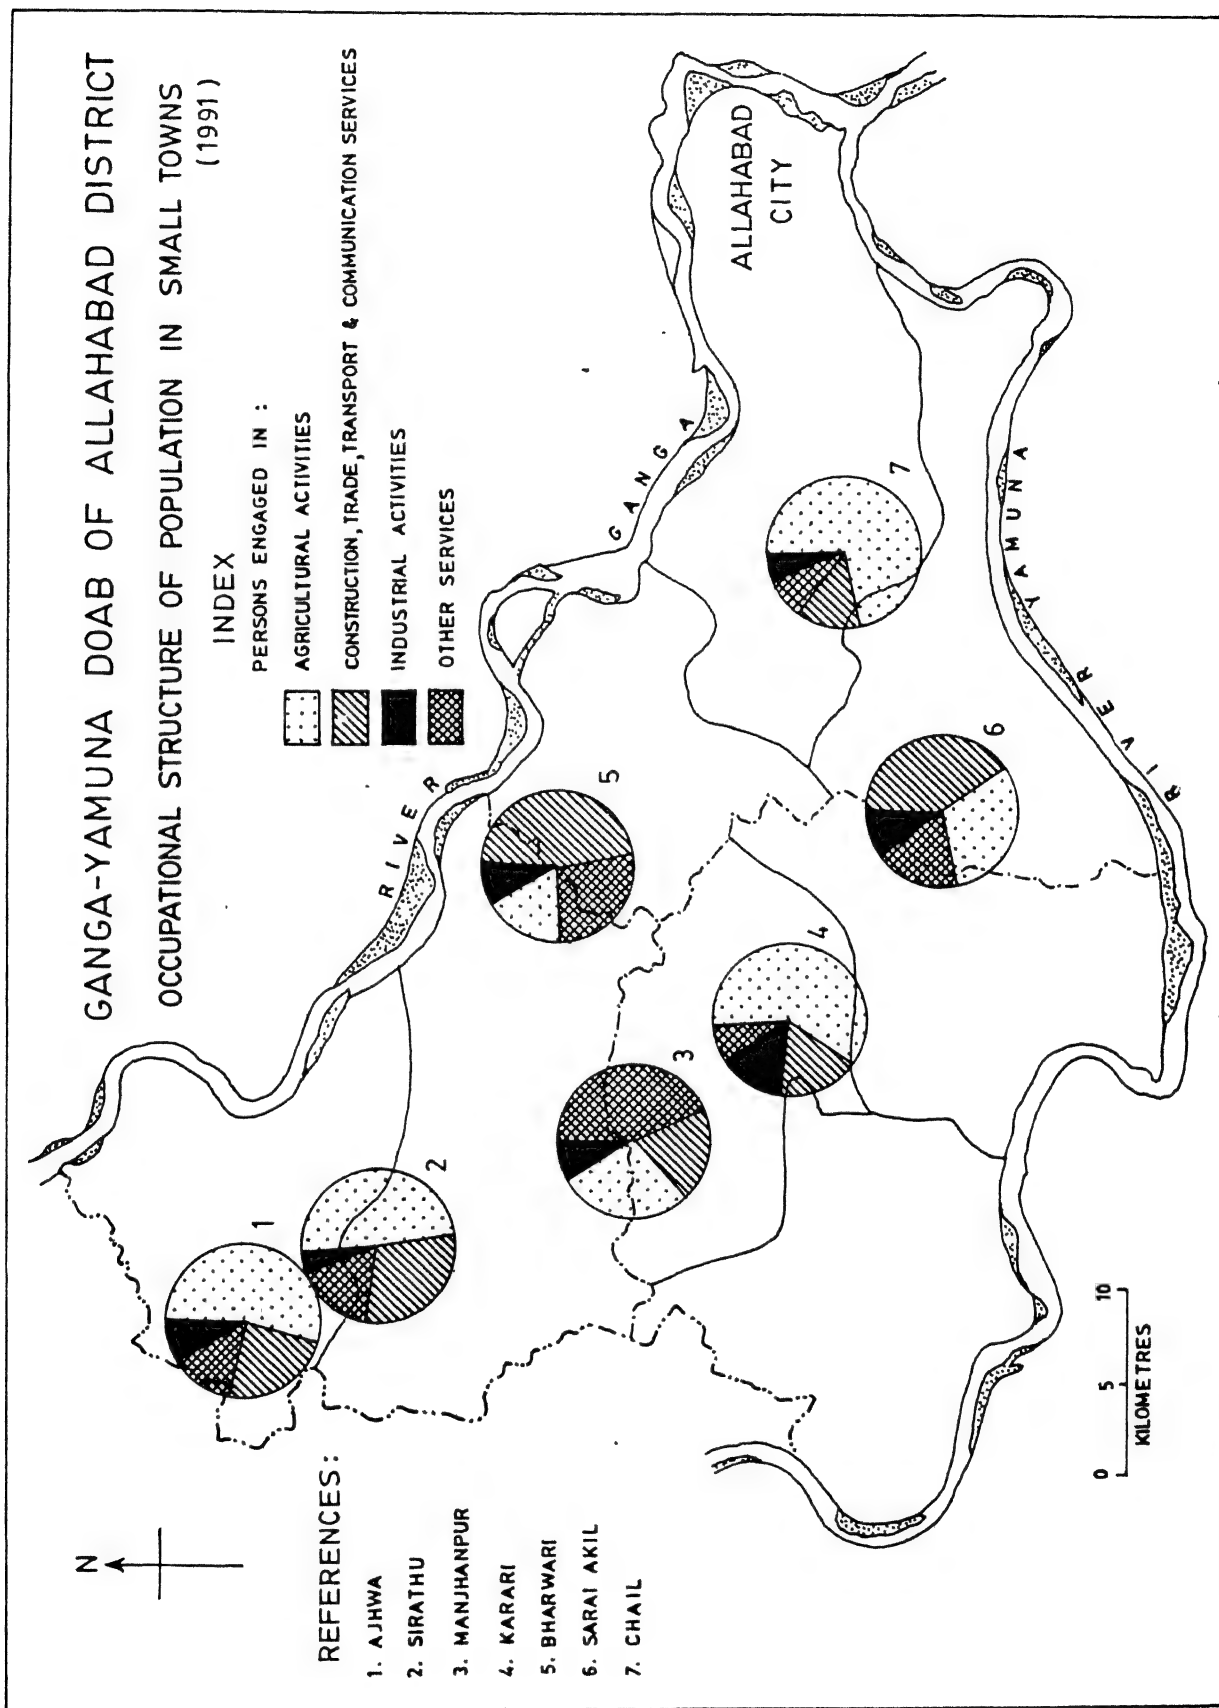 GANGA-YAMUNA DOAB OF ALLAHABAD DISTRICT
OCCUPATIONAL STRUCTURE OF POPULATION IN SMALL TOWNS
(1991)
INDEX
PERSONS ENGAGED IN :
AGRICULTURAL ACTIVITIES
CONSTRUCTION, TRADE, TRANSPORT & COMMUNICATION SERVICES
INDUSTRIAL ACTIVITIES
OTHER SERVICES
N
RIVER GANGA
ALLAHABAD
CITY
RIVER YAMUNA
1
2
3
4
5
6
7
REFERENCES:
1. AJHWA
2. SIRATHU
3. MANJHANPUR
4. KARARI
5. BHARWARI
6. SARAI AKIL
7. CHAIL
0 5 10
KILOMETRES